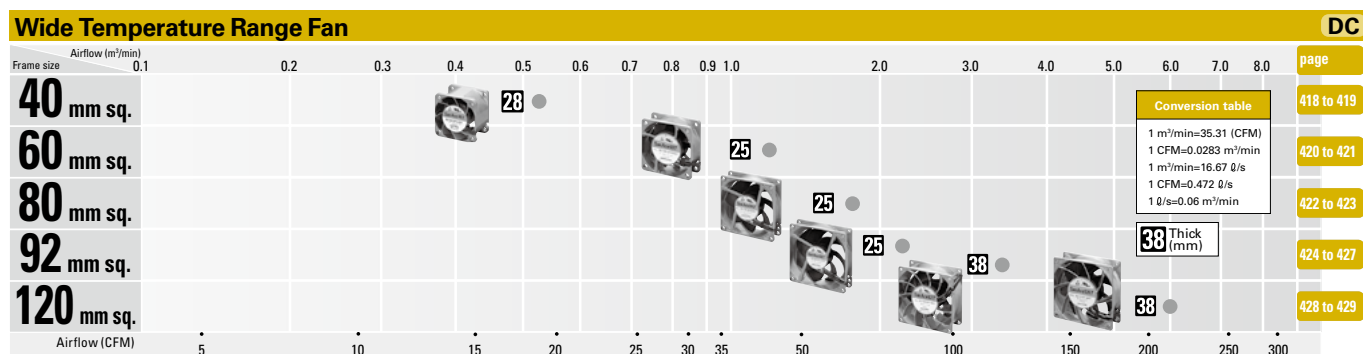 Wide Temperature Range Fan DC
Airflow (m³/min)
Frame size 0.1 0.2 0.3 0.4 0.5 0.6 0.7 0.8 0.9 1.0 2.0 3.0 4.0 5.0 6.0 7.0 8.0 page
40 mm sq. 28 418 to 419
60 mm sq. 25 420 to 421
80 mm sq. 25 422 to 423
92 mm sq. 25 38 424 to 427
120 mm sq. 38 428 to 429
Conversion table
1 m³/min=35.31 (CFM)
1 CFM=0.0283 m³/min
1 m³/min=16.67 ℓ/s
1 CFM=0.472 ℓ/s
1 ℓ/s=0.06 m³/min
38 Thick
(mm)
Airflow (CFM) 5 10 15 20 25 30 35 50 100 150 200 250 300